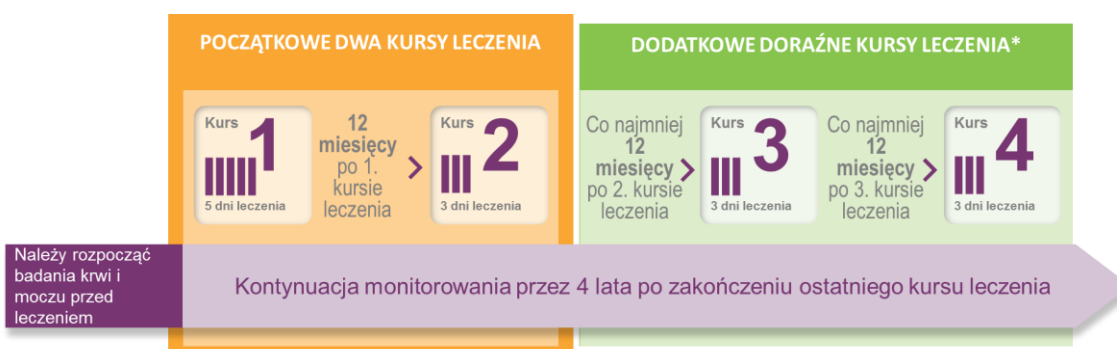 POCZĄTKOWE DWA KURSY LECZENIA
DODATKOWE DORAŹNE KURSY LECZENIA*
Kurs
1
5 dni leczenia
12
miesięcy
po 1.
kursie
leczenia
Kurs
2
3 dni leczenia
Co najmniej
12
miesięcy
po 2. kursie
leczenia
Kurs
3
3 dni leczenia
Co najmniej
12
miesięcy
po 3. kursie
leczenia
Kurs
4
3 dni leczenia
Należy rozpocząć
badania krwi i
moczu przed
leczeniem
Kontynuacja monitorowania przez 4 lata po zakończeniu ostatniego kursu leczenia